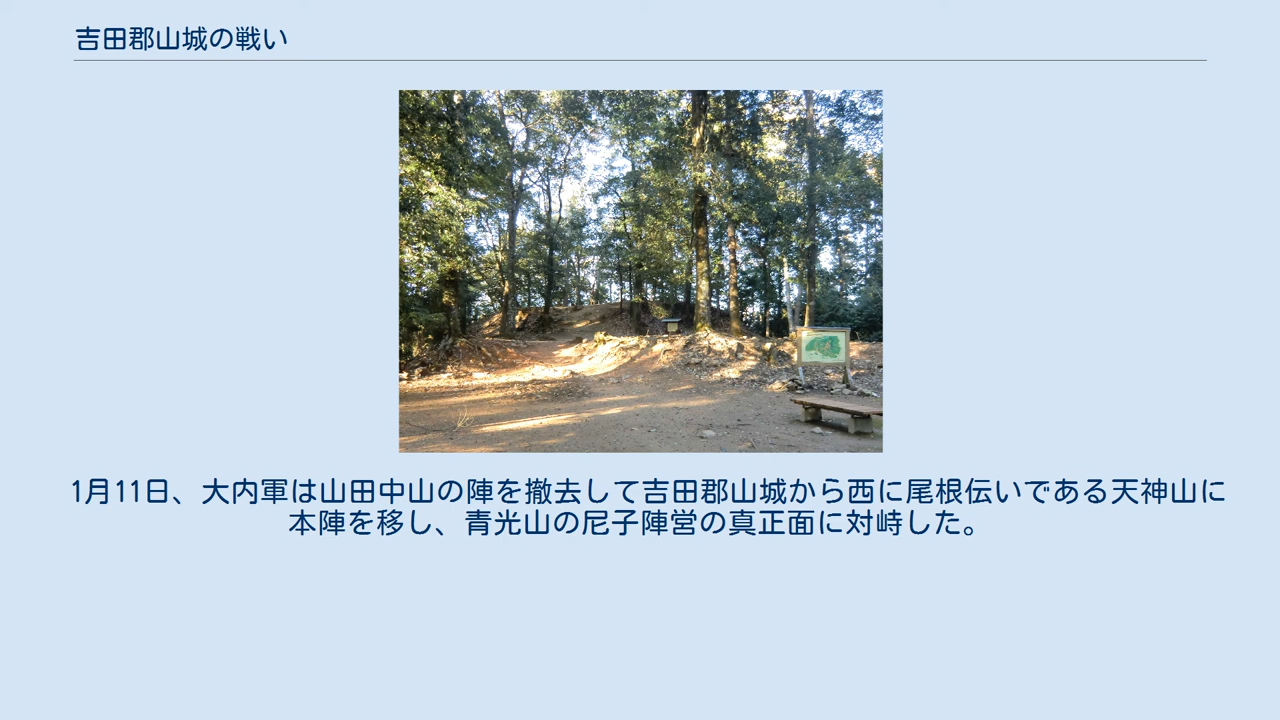 吉田郡山城の戦い
1月11日、大内軍は山田中山の陣を撤去して吉田郡山城から西に尾根伝いである天神山に
本陣を移し、青光山の尼子陣営の真正面に対峙した。